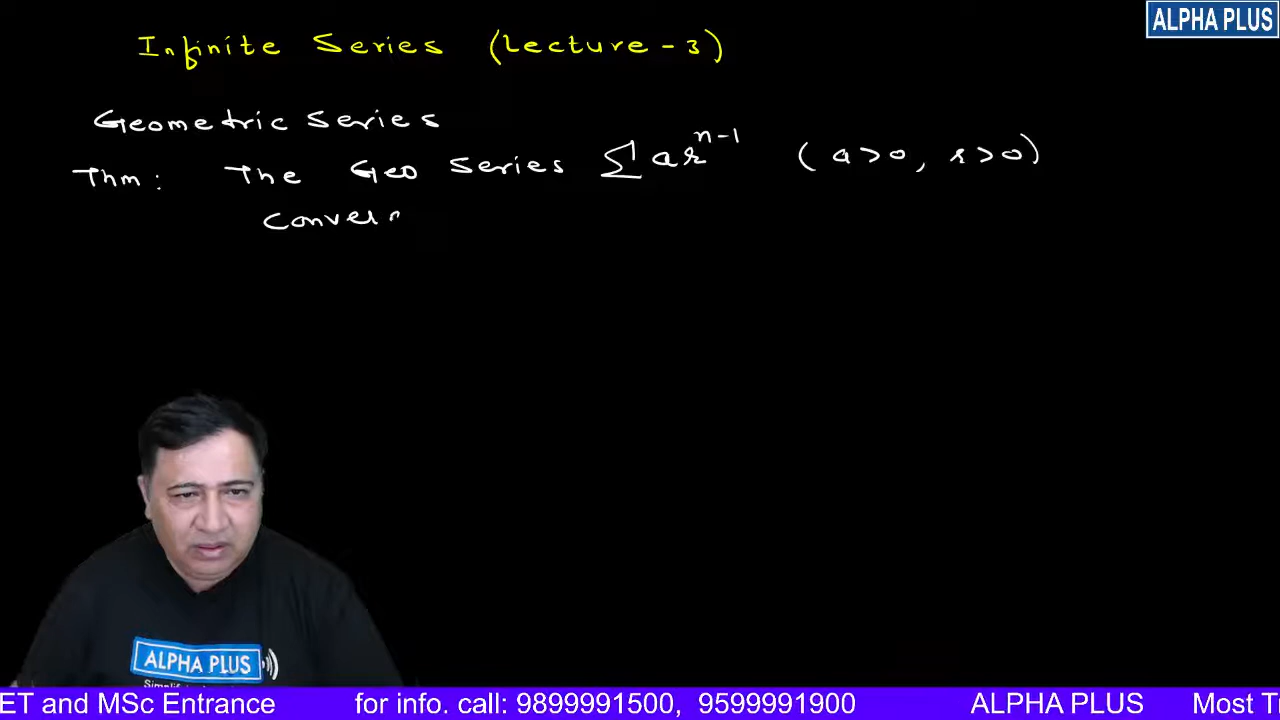 ALPHA PLUS
Infinite Series (Lecture - 3)
Geometric Series
Thm: The Geo Series ∑ar^{n-1} (a>0, r>0)
Conver
ALPHA PLUS
ET and MSc Entrance for info. call: 9899991500, 9599991900 ALPHA PLUS Most T